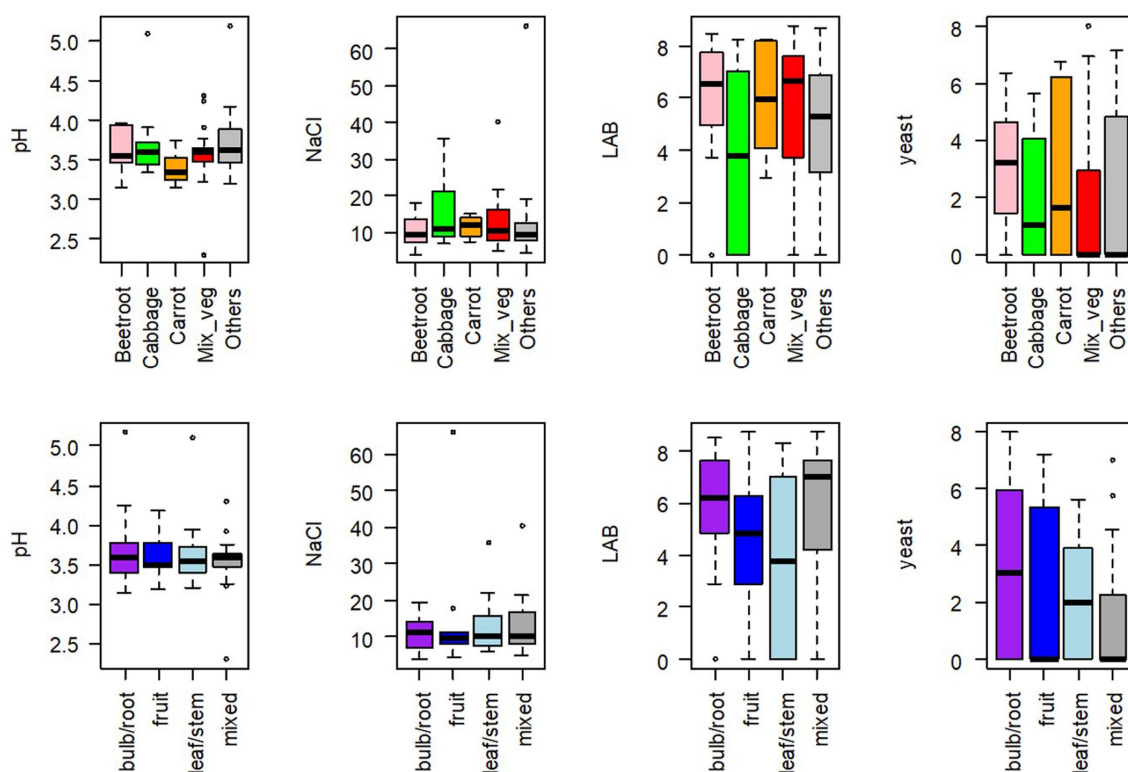 pH
5.0
4.5
4.0
3.5
3.0
2.5
Beetroot
Cabbage
Carrot
Mix_veg
Others
NaCl
60
50
40
30
20
10
Beetroot
Cabbage
Carrot
Mix_veg
Others
LAB
8
6
4
2
0
Beetroot
Cabbage
Carrot
Mix_veg
Others
yeast
8
6
4
2
0
Beetroot
Cabbage
Carrot
Mix_veg
Others
pH
5.0
4.5
4.0
3.5
3.0
2.5
bulb/root
fruit
leaf/stem
mixed
NaCl
60
50
40
30
20
10
bulb/root
fruit
leaf/stem
mixed
LAB
8
6
4
2
0
bulb/root
fruit
leaf/stem
mixed
yeast
8
6
4
2
0
bulb/root
fruit
leaf/stem
mixed